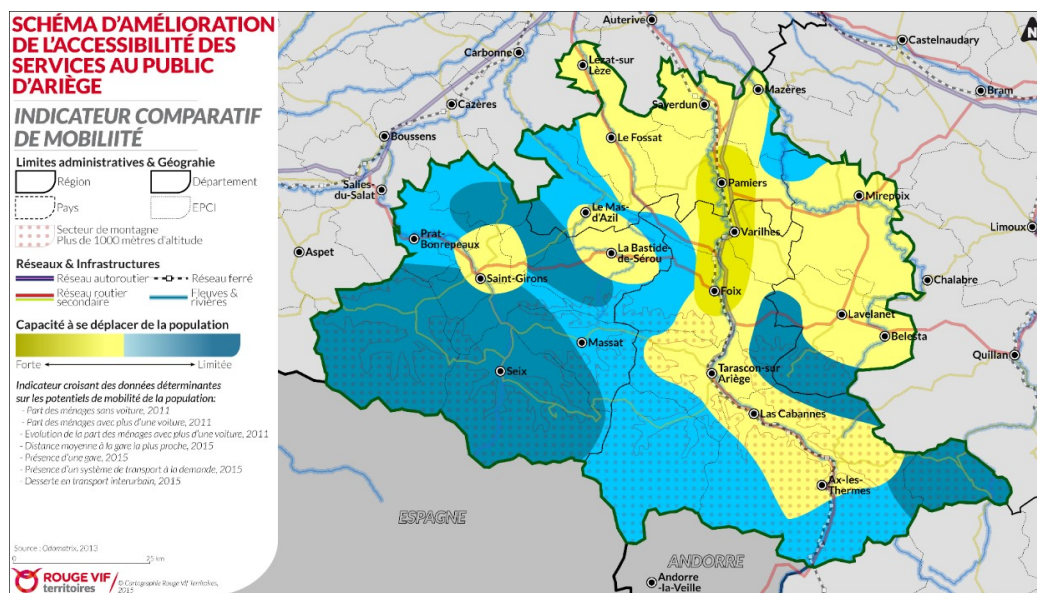 SCHÉMA D'AMÉLIORATION
DE L'ACCESSIBILITÉ DES
SERVICES AU PUBLIC
D'ARIÈGE
INDICATEUR COMPARATIF
DE MOBILIITÉ
Limites administratives & Géograhie
Région
Département
Pays
EPCI
Secteur de montagne
Plus de 1000 mètres d'altitude
Réseaux & Infrastructures
Réseau autoroutier
Réseau ferré
Réseau routier
secondaire
Fleuves &
rivières
Capacité à se déplacer de la population
Forte
Limitée
Indicateur croisant des données déterminantes
sur les potentiels de mobilité de la population:
- Part des ménages sans voiture, 2011
- Part des ménages avec plus d'une voiture, 2011
- Evolution de la part des ménages avec plus d'une voiture, 2011
- Distance moyenne à la gare la plus proche, 2015
- Présence d'une gare, 2015
- Présence d'un système de transport à la demande, 2015
- Desserte en transport interurbain, 2015
Source : Odomatrix, 2013
0
25 km
ROUGE VIF
territoires
© Cartographie Rouge Vif Territoires,
2015
Auterive
Carbonne
Castelnaudary
N
Lézat-sur
Lèze
Bram
Mazères
Saverdun
Cazères
Boussens
Le Fossat
Salies-
du-Salat
Pamiers
Mirepoix
Le Mas-
d'Azil
Limoux
Varilhes
Prat-
Bonrepeaux
Aspet
La Bastide-
de-Sérou
Saint-Girons
Chalabre
Foix
Lavelanet
Belesta
Massat
Quillan
Seix
Tarascon-sur
Ariège
Las Cabannes
Ax-les-
Thermes
ESPAGNE
ANDORRE
Andorre
-la-Veille